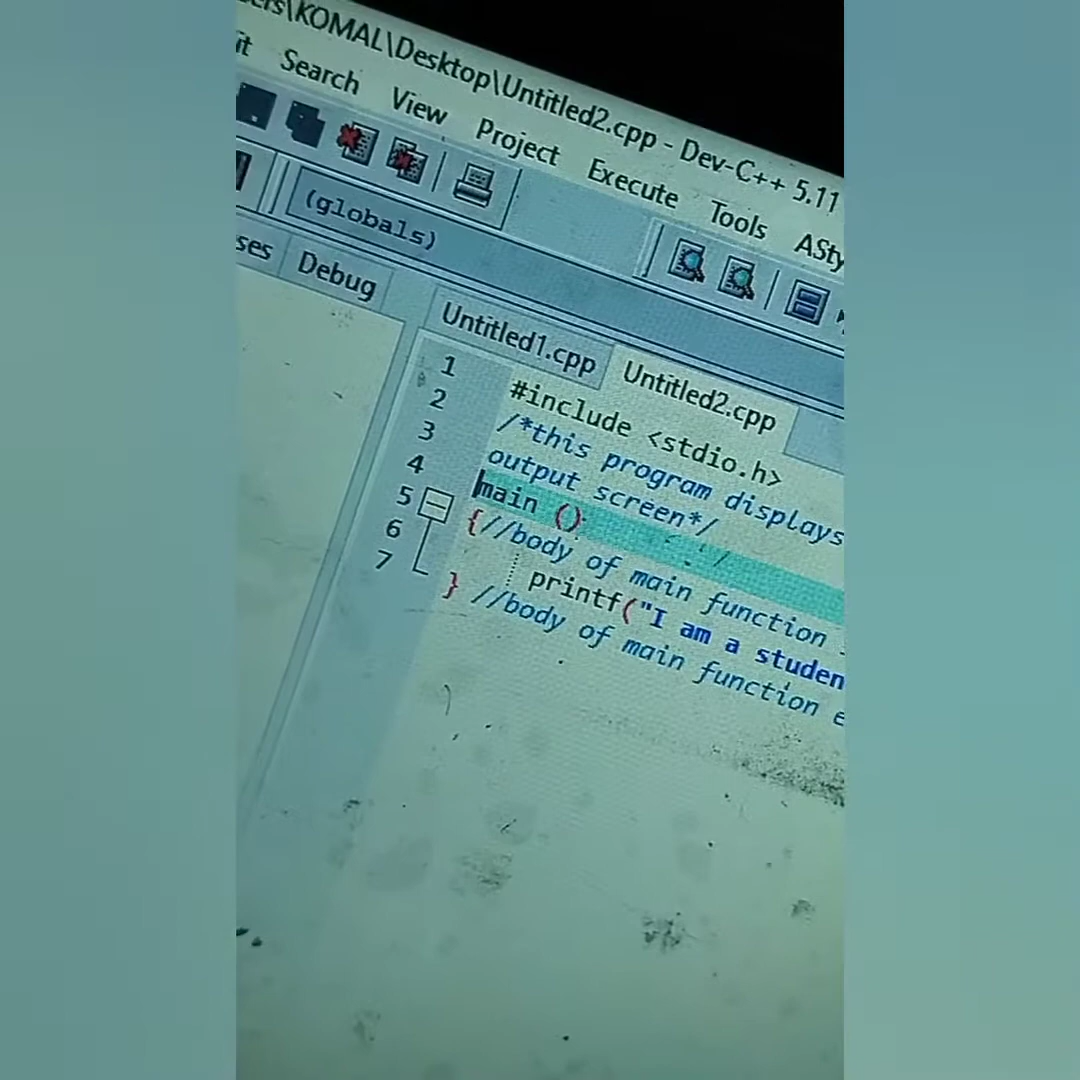 \KOMAL\Desktop\Untitled2.cpp - Dev-C++ 5.11
it Search View Project Execute Tools ASty
(globals)
ses Debug
Untitled1.cpp Untitled2.cpp
1 #include <stdio.h>
2 /*this program displays
3 output screen*/
4 main ()
5 {//body of main function
6 printf("I am a studen
7 } //body of main function e